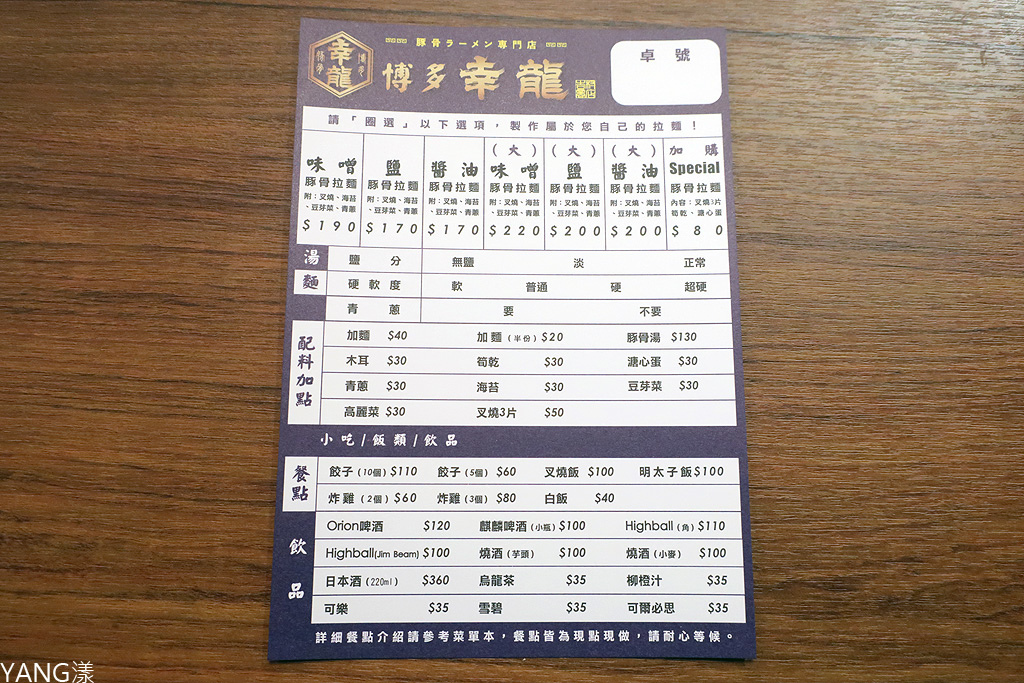 豚骨ラーメン専門店
幸龍
博多幸龍
卓號
請「圈選」以下選項，製作屬於您自己的拉麵！
味噌 豚骨拉麵 附：叉燒、海苔、豆芽菜、青蔥 $190
鹽 豚骨拉麵 附：叉燒、海苔、豆芽菜、青蔥 $170
醬油 豚骨拉麵 附：叉燒、海苔、豆芽菜、青蔥 $170
（大）味噌 豚骨拉麵 附：叉燒、海苔、豆芽菜、青蔥 $220
（大）鹽 豚骨拉麵 附：叉燒、海苔、豆芽菜、青蔥 $200
（大）醬油 豚骨拉麵 附：叉燒、海苔、豆芽菜、青蔥 $200
加購 Special 豚骨拉麵 內容：叉燒3片 筍乾、溏心蛋 $80
湯 鹽分 無鹽 淡 正常
麵 硬軟度 軟 普通 硬 超硬
青蔥 要 不要
配料加點
加麵 $40 加麵（半份）$20 豚骨湯 $130
木耳 $30 筍乾 $30 溏心蛋 $30
青蔥 $30 海苔 $30 豆芽菜 $30
高麗菜 $30 叉燒3片 $50
小吃/飯類/飲品
餐點
餃子（10個）$110 餃子（5個）$60 叉燒飯 $100 明太子飯 $100
炸雞（2個）$60 炸雞（3個）$80 白飯 $40
飲品
Orion啤酒 $120 麒麟啤酒（小瓶）$100 Highball（角）$110
Highball(Jim Beam) $100 燒酒（芋頭） $100 燒酒（小麥） $100
日本酒（220ml） $360 烏龍茶 $35 柳橙汁 $35
可樂 $35 雪碧 $35 可爾必思 $35
詳細餐點介紹請參考菜單本，餐點皆為現點現做，請耐心等候。
YANG漾